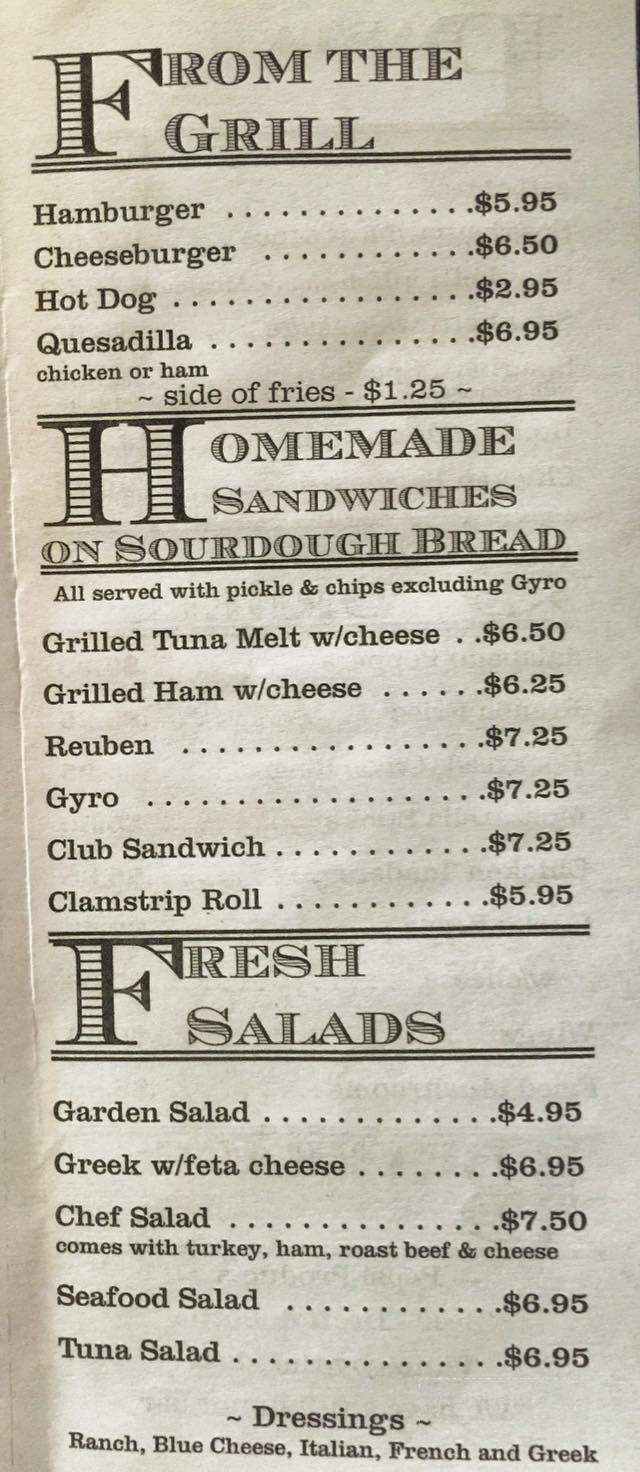 FROM THE
GRILL
Hamburger . . . . . . . . . . . . . .$5.95
Cheeseburger . . . . . . . . . . . .$6.50
Hot Dog . . . . . . . . . . . . . . . . .$2.95
Quesadilla . . . . . . . . . . . . . . .$6.95
chicken or ham
~ side of fries - $1.25 ~
HOMEMADE
SANDWICHES
ON SOURDOUGH BREAD
All served with pickle & chips excluding Gyro
Grilled Tuna Melt w/cheese . .$6.50
Grilled Ham w/cheese . . . . . .$6.25
Reuben . . . . . . . . . . . . . . . . .$7.25
Gyro . . . . . . . . . . . . . . . . . . .$7.25
Club Sandwich . . . . . . . . . . . .$7.25
Clamstrip Roll . . . . . . . . . . . .$5.95
FRESH
SALADS
Garden Salad . . . . . . . . . . . . .$4.95
Greek w/feta cheese . . . . . . . .$6.95
Chef Salad . . . . . . . . . . . . . . .$7.50
comes with turkey, ham, roast beef & cheese
Seafood Salad . . . . . . . . . . . .$6.95
Tuna Salad . . . . . . . . . . . . . . .$6.95
~ Dressings ~
Ranch, Blue Cheese, Italian, French and Greek